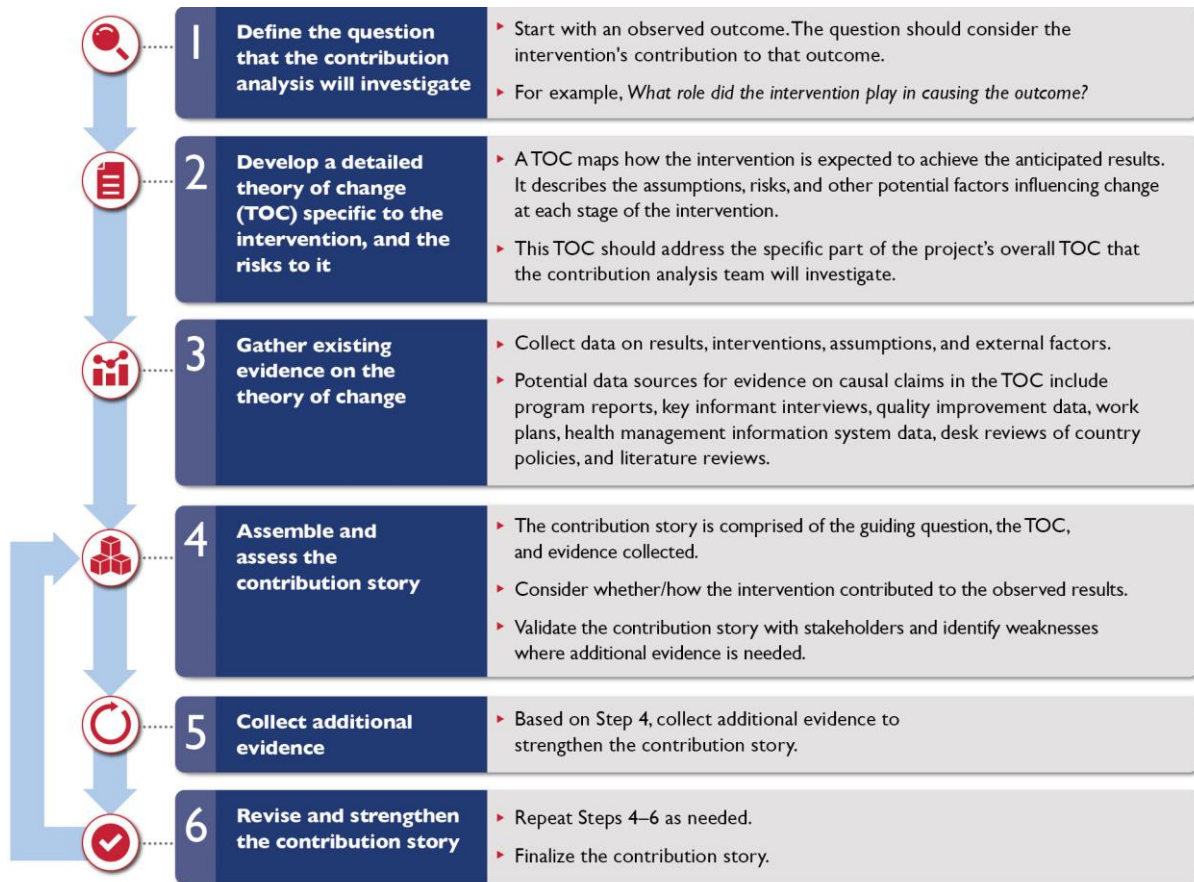 1
Define the question
that the contribution
analysis will investigate
▸ Start with an observed outcome. The question should consider the
intervention's contribution to that outcome.
▸ For example, What role did the intervention play in causing the outcome?
2
Develop a detailed
theory of change
(TOC) specific to the
intervention, and the
risks to it
▸ A TOC maps how the intervention is expected to achieve the anticipated results.
It describes the assumptions, risks, and other potential factors influencing change
at each stage of the intervention.
▸ This TOC should address the specific part of the project's overall TOC that
the contribution analysis team will investigate.
3
Gather existing
evidence on the
theory of change
▸ Collect data on results, interventions, assumptions, and external factors.
▸ Potential data sources for evidence on causal claims in the TOC include
program reports, key informant interviews, quality improvement data, work
plans, health management information system data, desk reviews of country
policies, and literature reviews.
4
Assemble and
assess the
contribution story
▸ The contribution story is comprised of the guiding question, the TOC,
and evidence collected.
▸ Consider whether/how the intervention contributed to the observed results.
▸ Validate the contribution story with stakeholders and identify weaknesses
where additional evidence is needed.
5
Collect additional
evidence
▸ Based on Step 4, collect additional evidence to
strengthen the contribution story.
6
Revise and strengthen
the contribution story
▸ Repeat Steps 4–6 as needed.
▸ Finalize the contribution story.